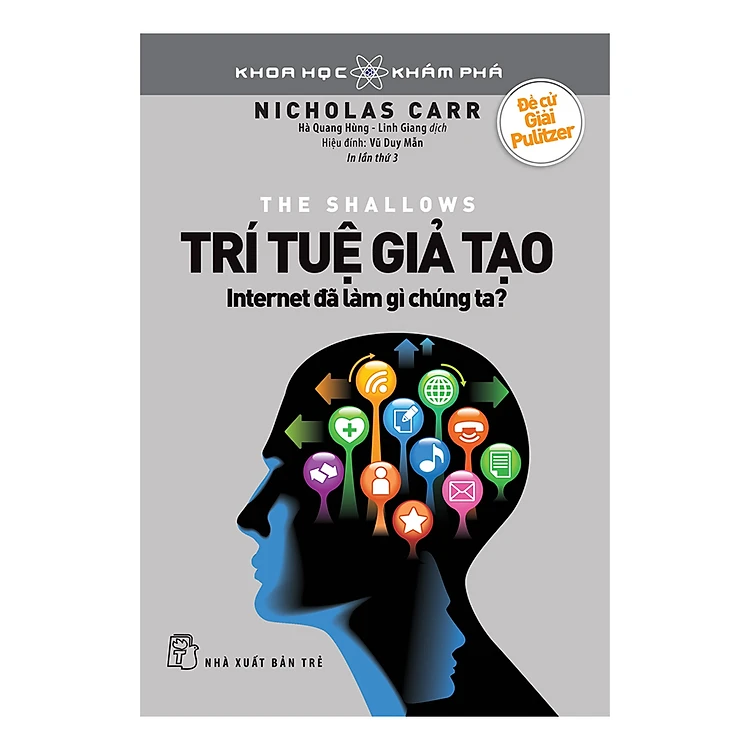 KHOA HỌC KHÁM PHÁ
NICHOLAS CARR
Hà Quang Hùng - Linh Giang dịch
Hiệu đính: Vũ Duy Mẫn
In lần thứ 3
Đề cử
Giải
Pulitzer
THE SHALLOWS
TRÍ TUỆ GIẢ TẠO
Internet đã làm gì chúng ta?
T
NHÀ XUẤT BẢN TRẺ